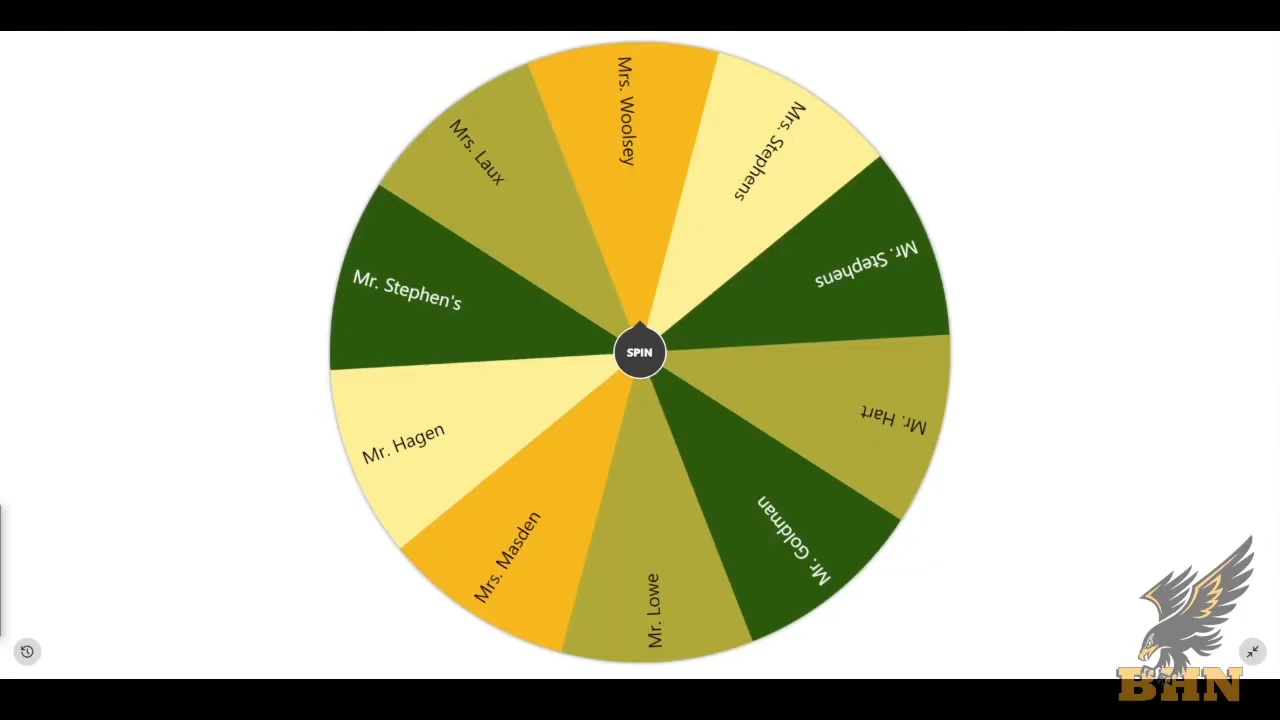 Mrs. Woolsey
Mrs. Stephens
Mr. Stephens
Mr. Hart
Mr. Goldman
Mr. Lowe
Mrs. Masden
Mr. Hagen
Mr. Stephen's
Mrs. Laux
SPIN
BHN